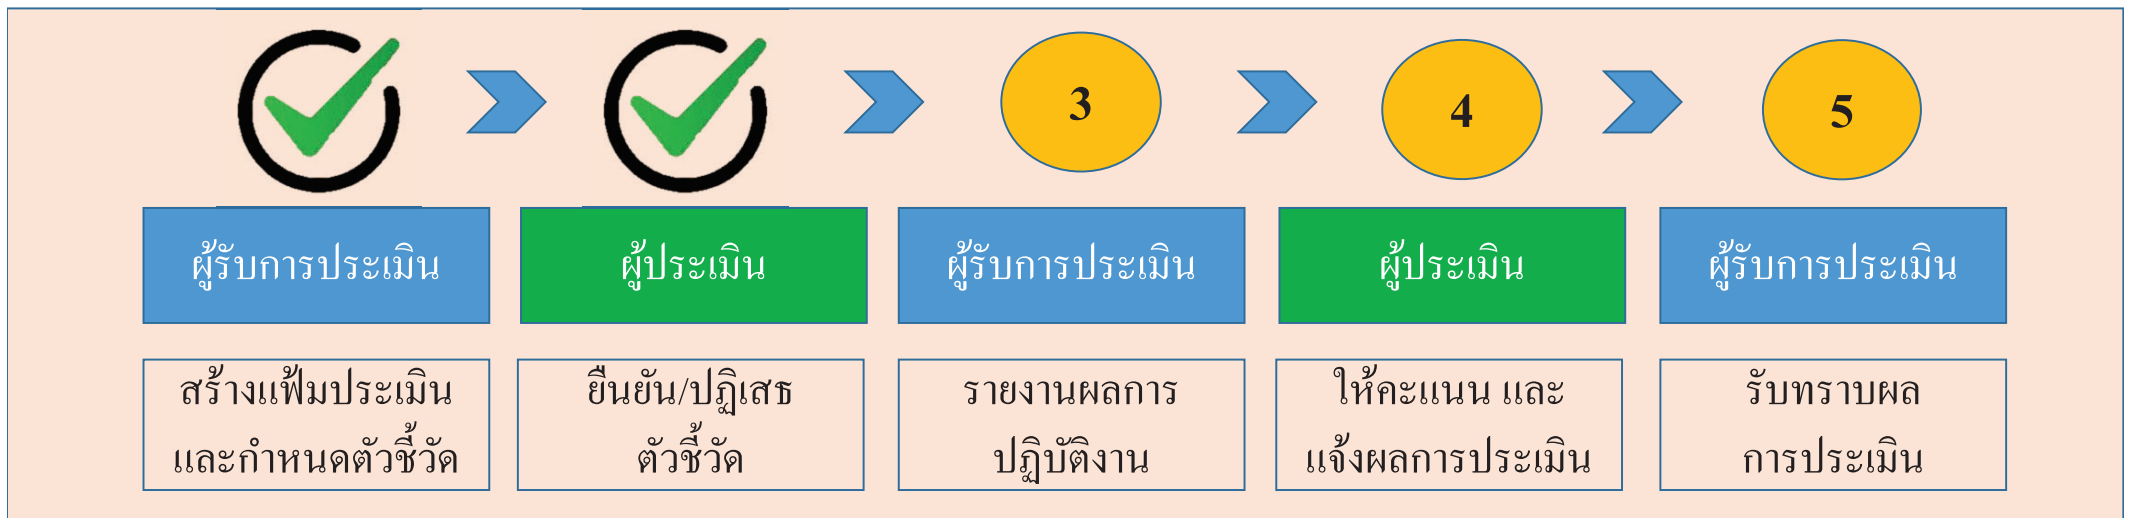 3
4
5
ผู้รับการประเมิน
ผู้ประเมิน
ผู้รับการประเมิน
ผู้ประเมิน
ผู้รับการประเมิน
สร้างแฟ้มประเมิน
และกำหนดตัวชี้วัด
ยืนยัน/ปฏิเสธ
ตัวชี้วัด
รายงานผลการ
ปฏิบัติงาน
ให้คะแนน และ
แจ้งผลการประเมิน
รับทราบผล
การประเมิน